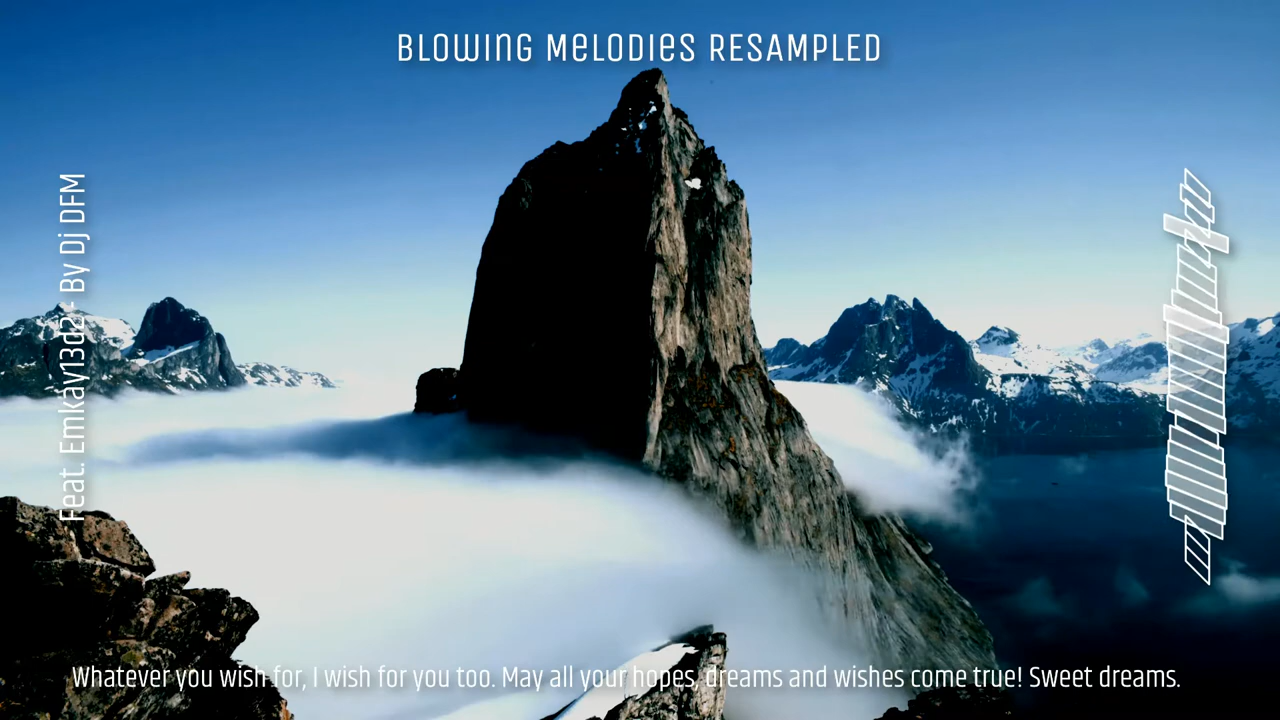 BLOWING MELODIES RESAMPLED
Feat. Emkay13d2 - By Dj DFM
Whatever you wish for, I wish for you too. May all your hopes, dreams and wishes come true! Sweet dreams.